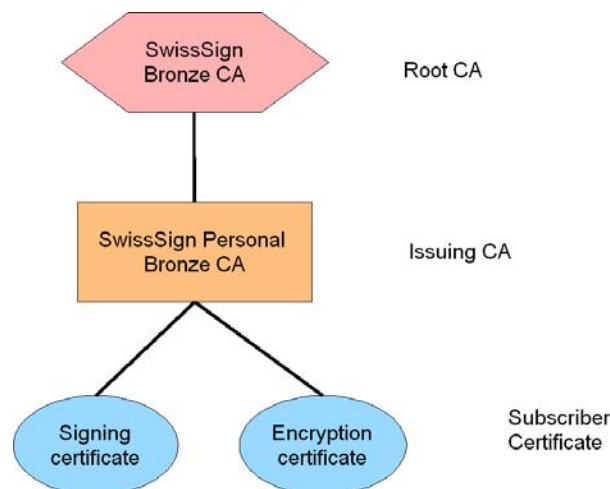 SwissSign
Bronze CA
Root CA
SwissSign Personal
Bronze CA
Issuing CA
Signing
certificate
Encryption
certificate
Subscriber
Certificate